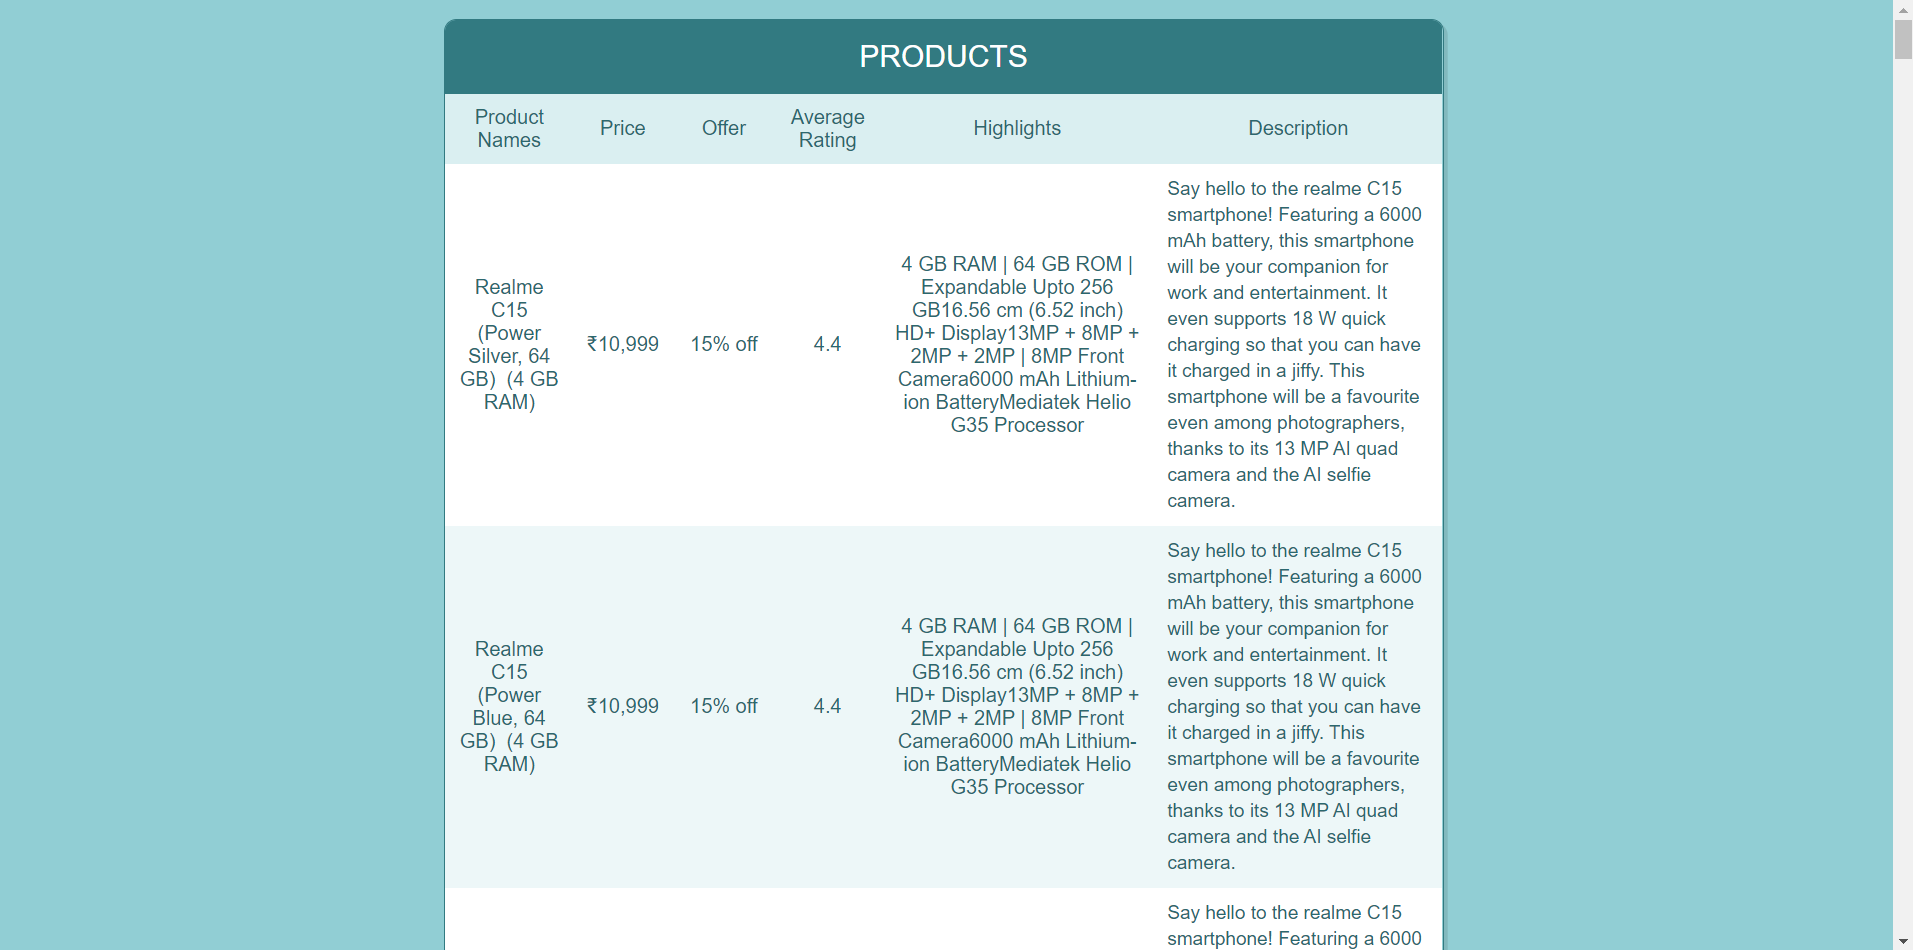 PRODUCTS
Product Names
Price
Offer
Average Rating
Highlights
Description
Realme
C15
(Power
Silver, 64
GB)  (4 GB
RAM)
₹10,999
15% off
4.4
4 GB RAM | 64 GB ROM |
Expandable Upto 256
GB16.56 cm (6.52 inch)
HD+ Display13MP + 8MP +
2MP + 2MP | 8MP Front
Camera6000 mAh Lithium-
ion BatteryMediatek Helio
G35 Processor
Say hello to the realme C15
smartphone! Featuring a 6000
mAh battery, this smartphone
will be your companion for
work and entertainment. It
even supports 18 W quick
charging so that you can have
it charged in a jiffy. This
smartphone will be a favourite
even among photographers,
thanks to its 13 MP AI quad
camera and the AI selfie
camera.
Realme
C15
(Power
Blue, 64
GB)  (4 GB
RAM)
₹10,999
15% off
4.4
4 GB RAM | 64 GB ROM |
Expandable Upto 256
GB16.56 cm (6.52 inch)
HD+ Display13MP + 8MP +
2MP + 2MP | 8MP Front
Camera6000 mAh Lithium-
ion BatteryMediatek Helio
G35 Processor
Say hello to the realme C15
smartphone! Featuring a 6000
mAh battery, this smartphone
will be your companion for
work and entertainment. It
even supports 18 W quick
charging so that you can have
it charged in a jiffy. This
smartphone will be a favourite
even among photographers,
thanks to its 13 MP AI quad
camera and the AI selfie
camera.
Say hello to the realme C15
smartphone! Featuring a 6000